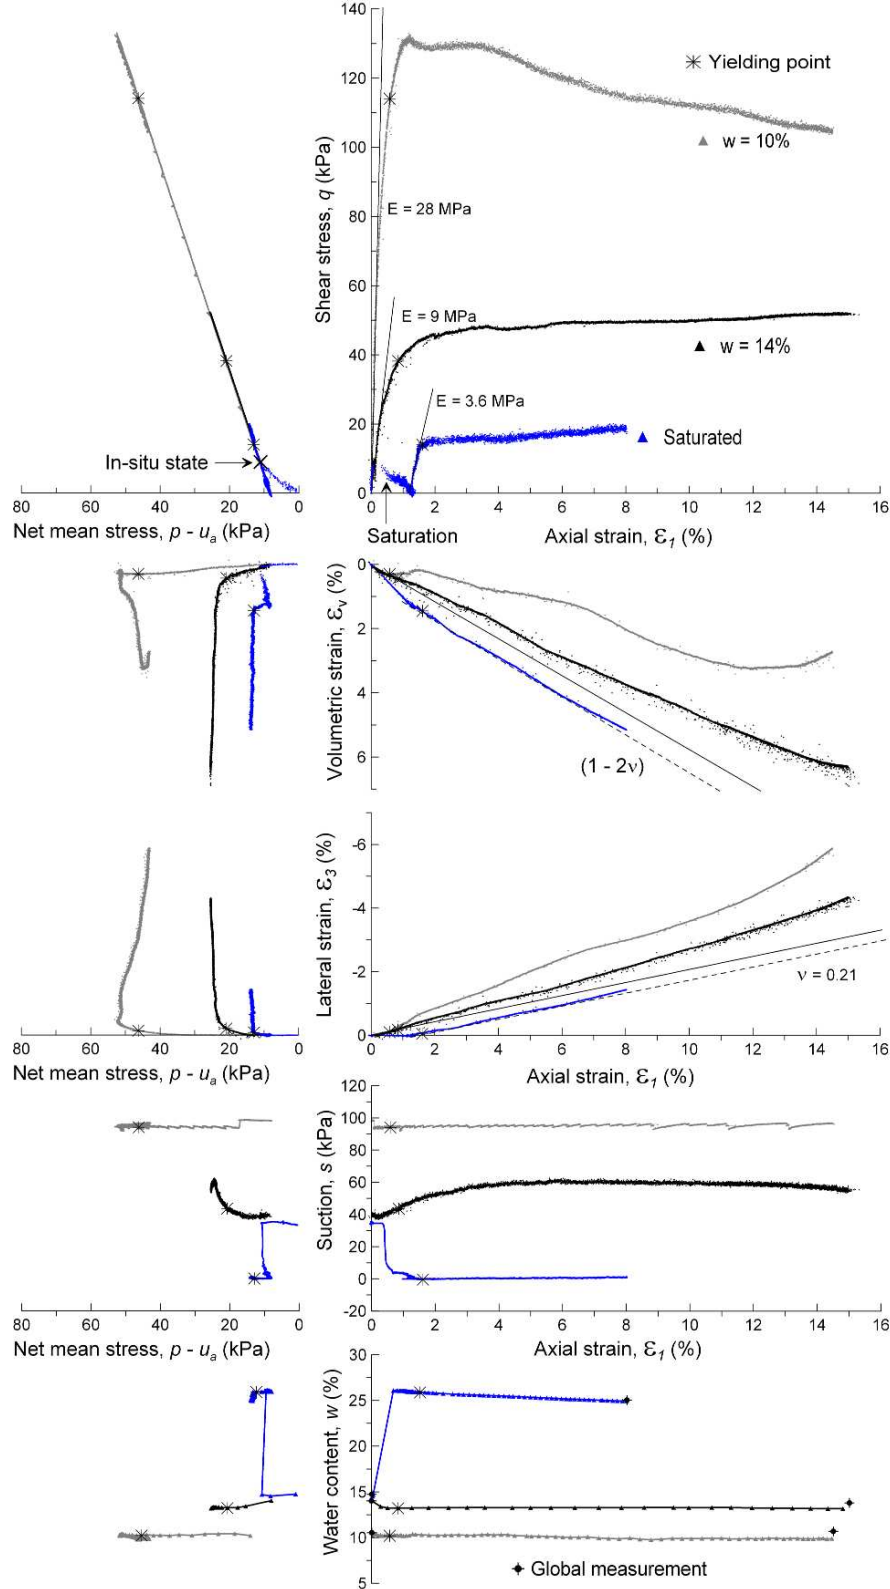 140
120
100
80
60
40
20
0
Shear stress, q (kPa)
Yielding point
w = 10%
E = 28 MPa
E = 9 MPa
w = 14%
E = 3.6 MPa
Saturated
In-situ state
80 60 40 20 0
0 2 4 6 8 10 12 14 16
Net mean stress, p - uₐ (kPa)
Axial strain, ε₁ (%)
Saturation
0
2
4
6
Volumetric strain, εᵥ (%)
(1 - 2ν)
-6
-4
-2
0
Lateral strain, ε₃ (%)
ν = 0.21
80 60 40 20 0
0 2 4 6 8 10 12 14 16
Net mean stress, p - uₐ (kPa)
Axial strain, ε₁ (%)
120
100
80
60
40
20
0
-20
Suction, s (kPa)
80 60 40 20 0
0 2 4 6 8 10 12 14 16
Net mean stress, p - uₐ (kPa)
Axial strain, ε₁ (%)
30
25
20
15
10
5
Water content, w (%)
Global measurement